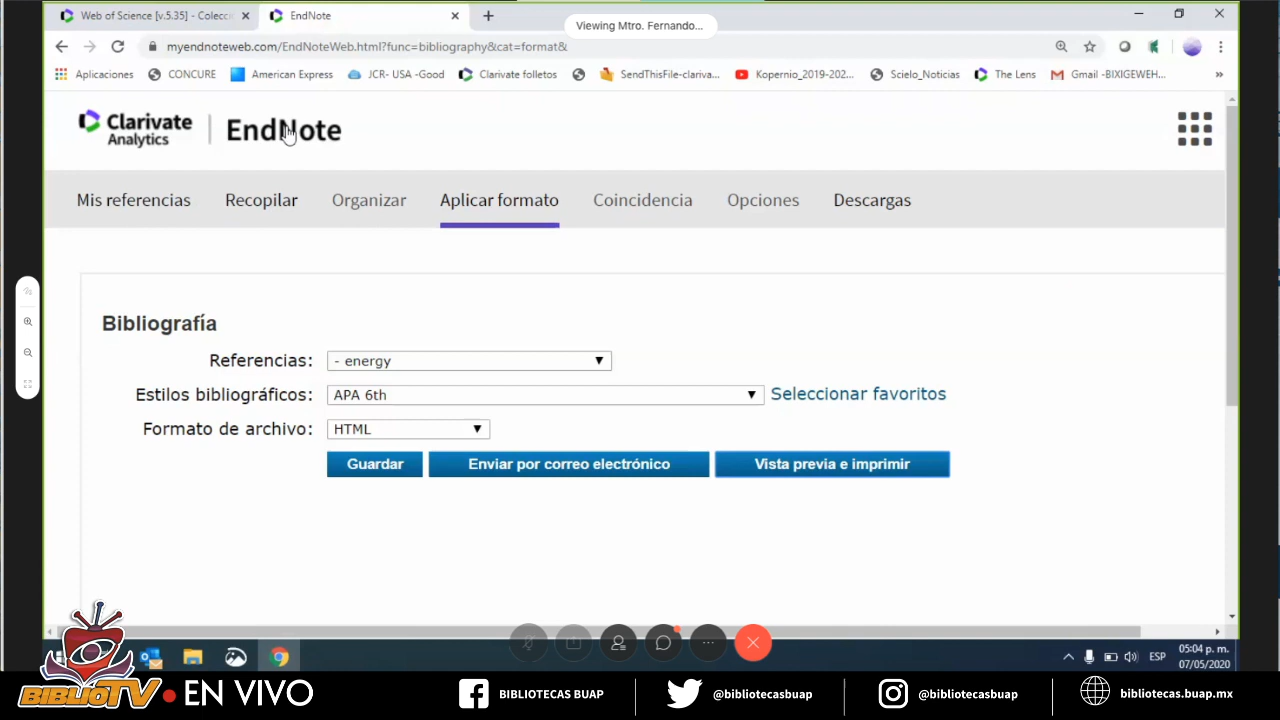 Web of Science [v.5.35] - Colecci
EndNote
Viewing Mtro. Fernando...
myendnoteweb.com/EndNoteWeb.html?func=bibliography&cat=format&
Aplicaciones
CONCURE
American Express
JCR- USA -Good
Clarivate folletos
SendThisFile-clariva...
Kopernio_2019-202...
Scielo_Noticias
The Lens
Gmail -BIXIGEWEH...
»
Clarivate
Analytics
EndNote
Mis referencias
Recopilar
Organizar
Aplicar formato
Coincidencia
Opciones
Descargas
Bibliografía
Referencias: - energy
Estilos bibliográficos: APA 6th Seleccionar favoritos
Formato de archivo: HTML
Guardar
Enviar por correo electrónico
Vista previa e imprimir
ESP
05:04 p. m.
07/05/2020
BIBLIOTV
EN VIVO
BIBLIOTECAS BUAP
@bibliotecasbuap
@bibliotecasbuap
bibliotecas.buap.mx